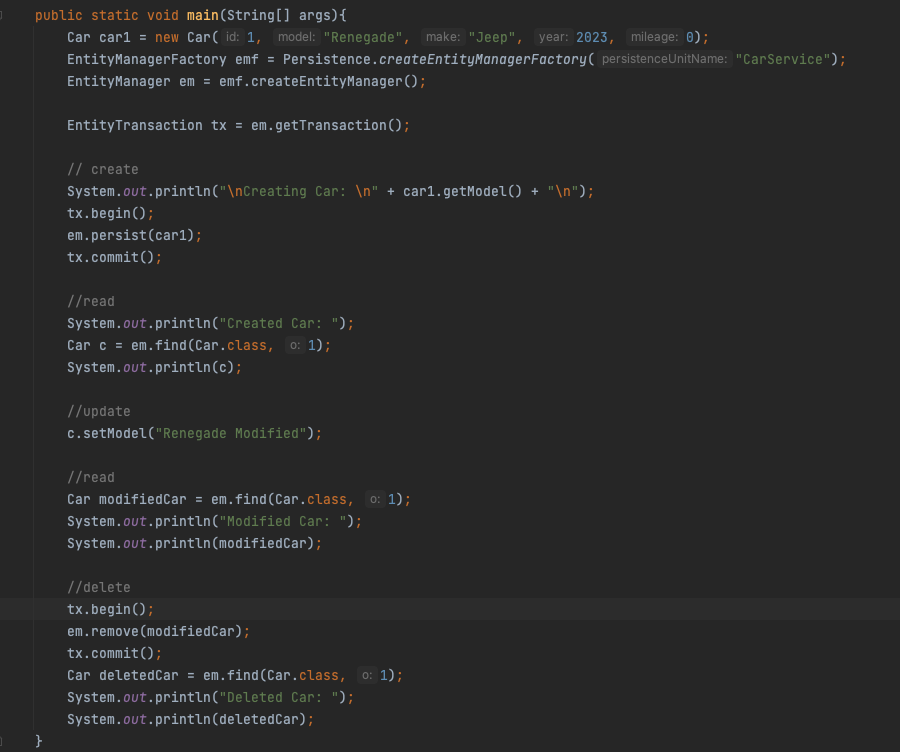 public static void main(String[] args){
    Car car1 = new Car( id: 1, model: "Renegade", make: "Jeep", year: 2023, mileage: 0);
    EntityManagerFactory emf = Persistence.createEntityManagerFactory( persistenceUnitName: "CarService");
    EntityManager em = emf.createEntityManager();

    EntityTransaction tx = em.getTransaction();

    // create
    System.out.println("\nCreating Car: \n" + car1.getModel() + "\n");
    tx.begin();
    em.persist(car1);
    tx.commit();

    //read
    System.out.println("Created Car: ");
    Car c = em.find(Car.class, o: 1);
    System.out.println(c);

    //update
    c.setModel("Renegade Modified");

    //read
    Car modifiedCar = em.find(Car.class, o: 1);
    System.out.println("Modified Car: ");
    System.out.println(modifiedCar);

    //delete
    tx.begin();
    em.remove(modifiedCar);
    tx.commit();
    Car deletedCar = em.find(Car.class, o: 1);
    System.out.println("Deleted Car: ");
    System.out.println(deletedCar);
}